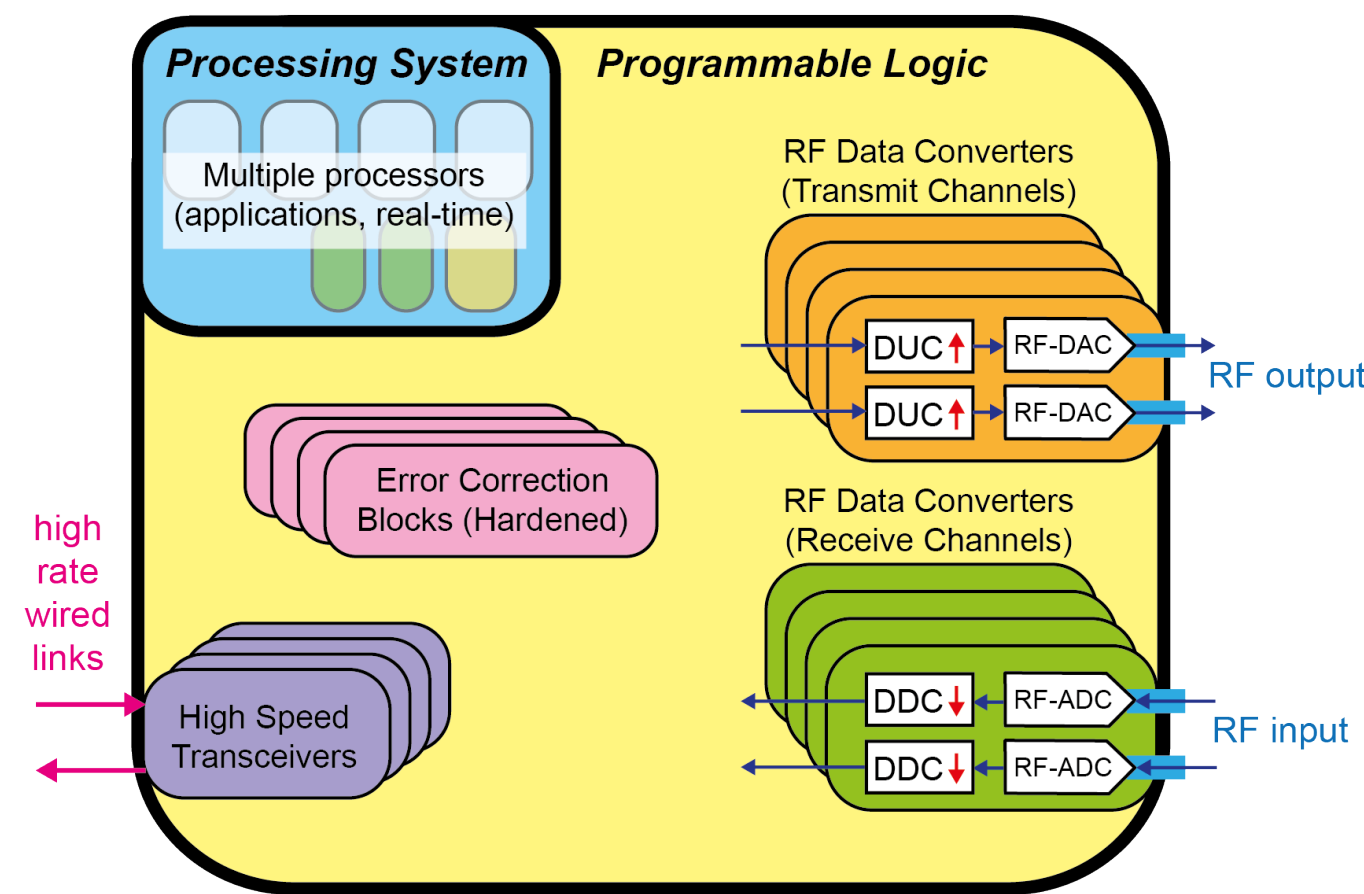 Processing System
Programmable Logic
Multiple processors
(applications, real-time)
RF Data Converters
(Transmit Channels)
DUC
RF-DAC
DUC
RF-DAC
RF output
Error Correction
Blocks (Hardened)
RF Data Converters
(Receive Channels)
high
rate
wired
links
DDC
RF-ADC
DDC
RF-ADC
RF input
High Speed
Transceivers